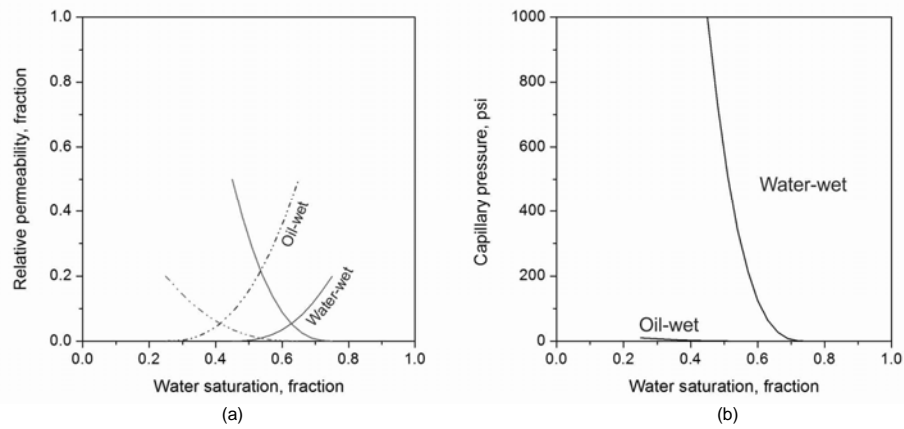 Relative permeability, fraction
1.0
0.8
0.6
0.4
0.2
0.0
0.0 0.2 0.4 0.6 0.8 1.0
Oil-wet
Water-wet
Water saturation, fraction
(a)
Capillary pressure, psi
1000
800
600
400
200
0
0.0 0.2 0.4 0.6 0.8 1.0
Water-wet
Oil-wet
Water saturation, fraction
(b)